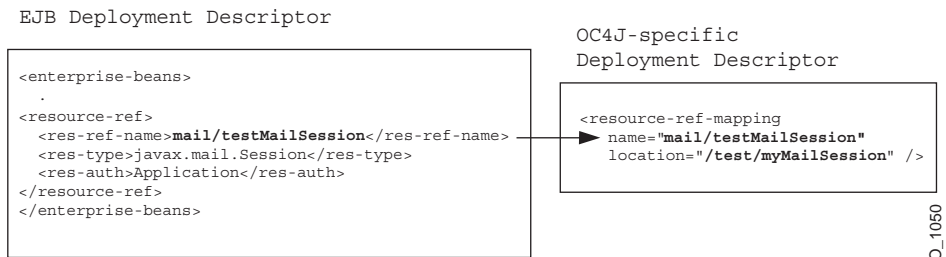 EJB Deployment Descriptor
<enterprise-beans>
.
<resource-ref>
<res-ref-name>mail/testMailSession</res-ref-name>
<res-type>javax.mail.Session</res-type>
<res-auth>Application</res-auth>
</resource-ref>
</enterprise-beans>
OC4J-specific
Deployment Descriptor
<resource-ref-mapping
name="mail/testMailSession"
location="/test/myMailSession" />
O_1050